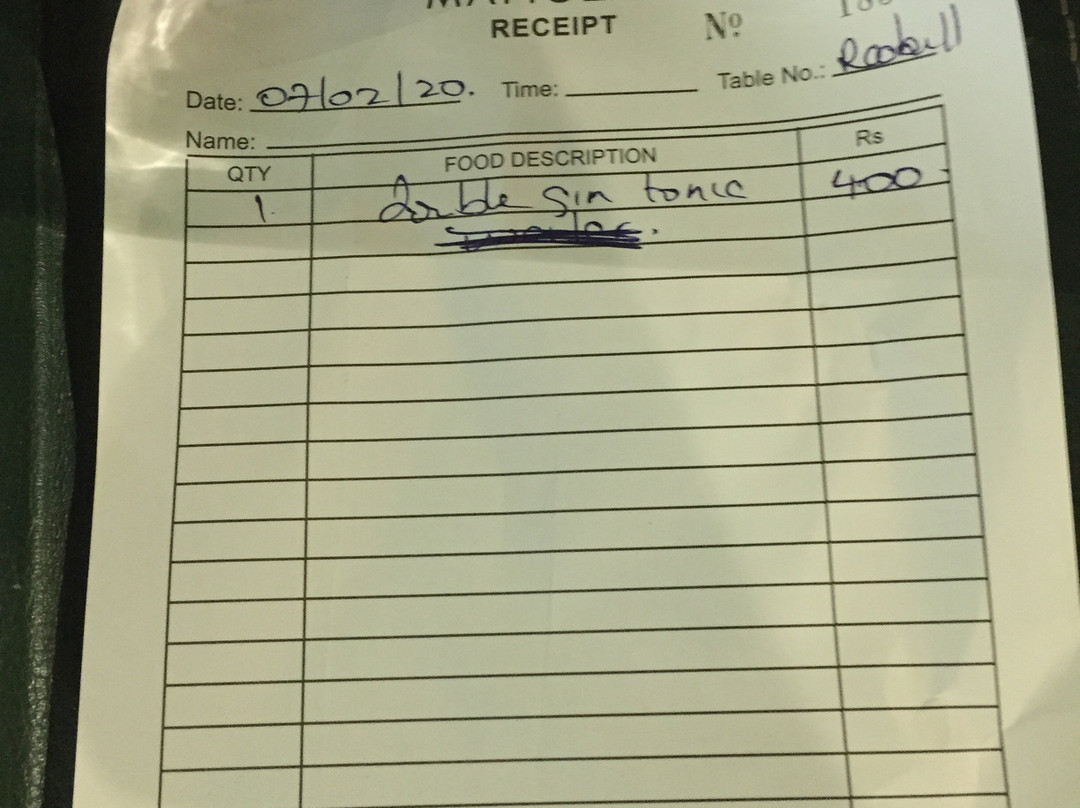 RECEIPT Nº
Date: 07/02/20. Time: Table No.:
Name:
QTY FOOD DESCRIPTION Rs
1. double gin tonic 400